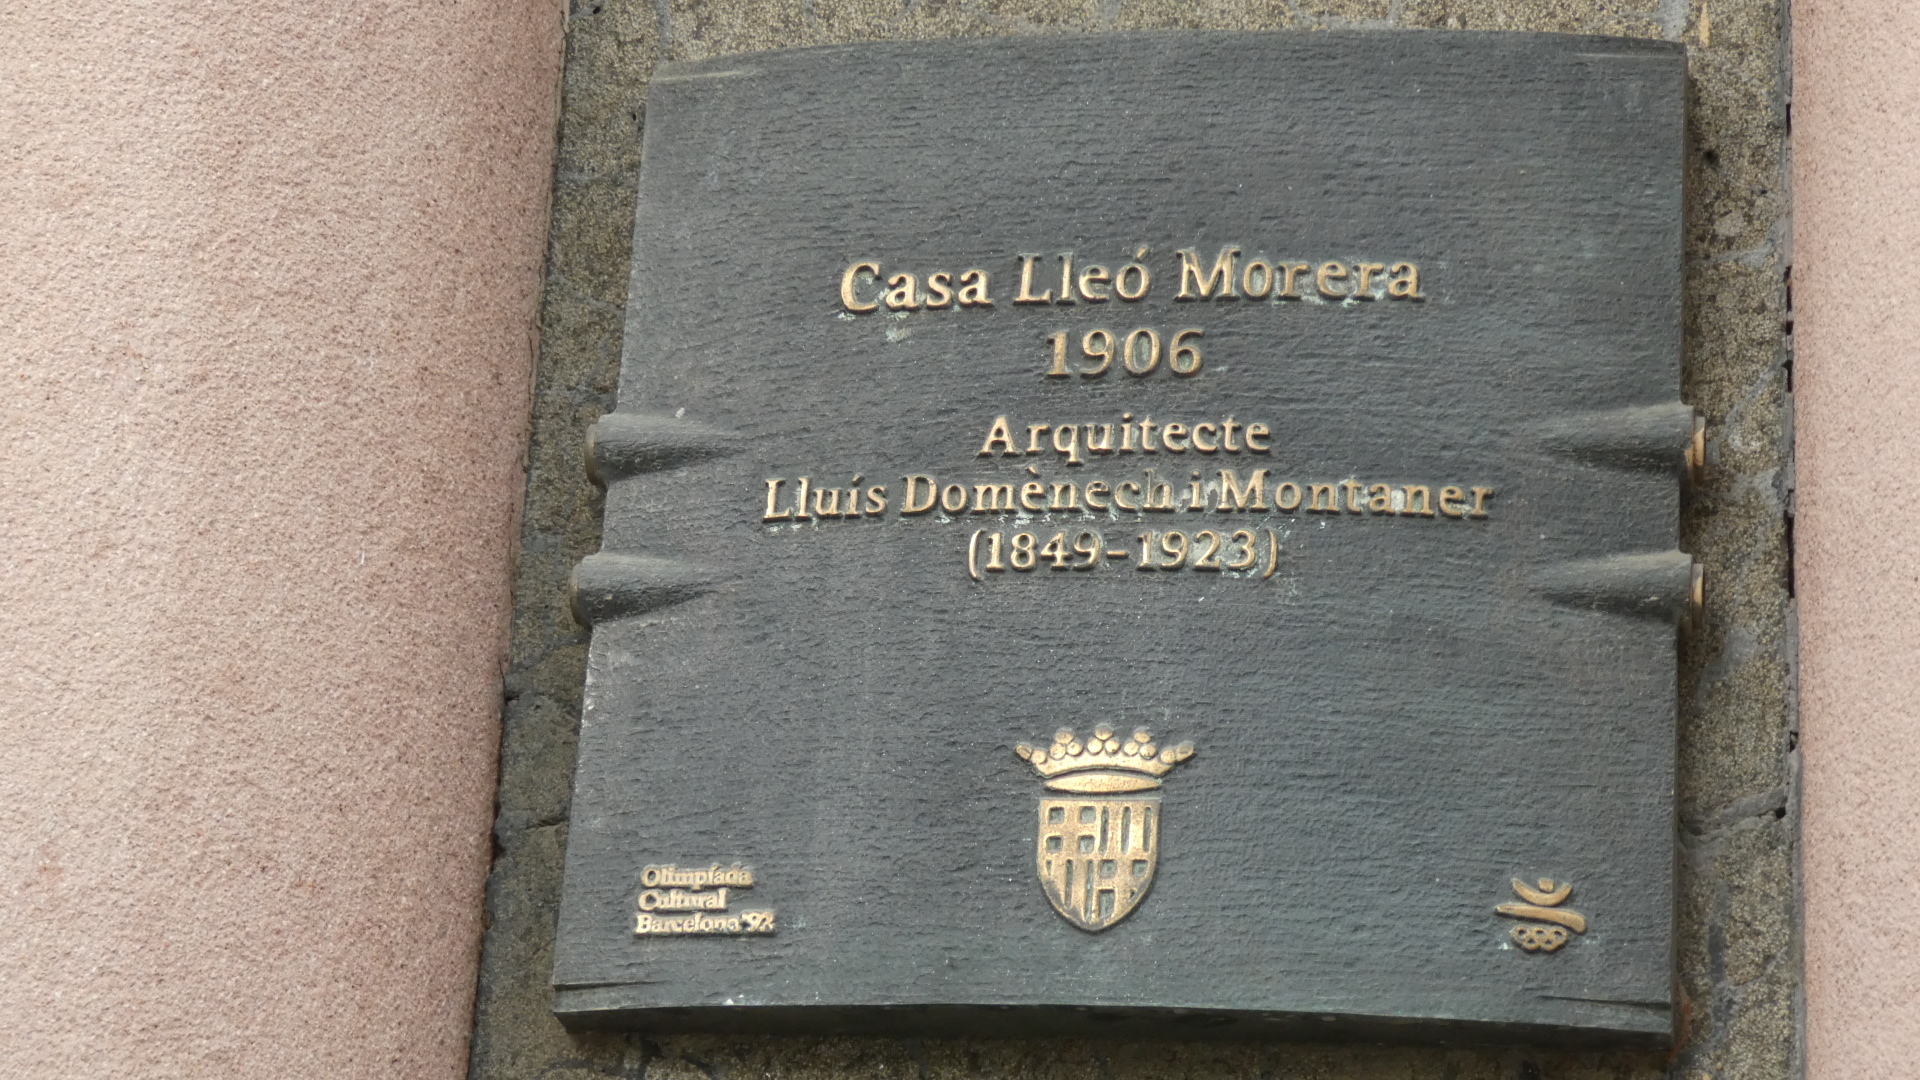 Casa Lleó Morera
1906
Arquitecte
Lluís Domènech i Montaner
(1849-1923)
Olimpíada
Cultural
Barcelona '92